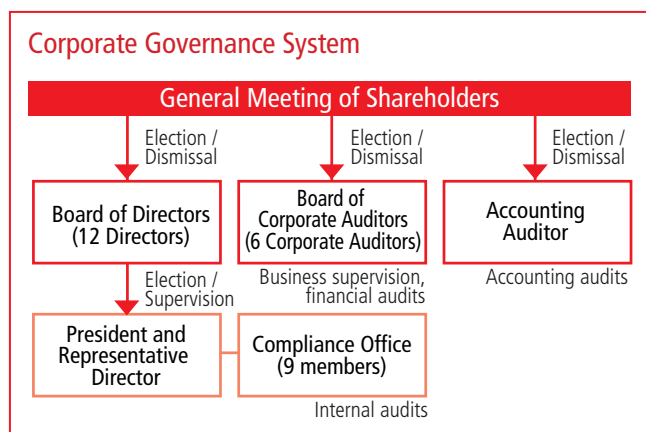 Corporate Governance System
General Meeting of Shareholders
Election /
Dismissal
Election /
Dismissal
Election /
Dismissal
Board of Directors
(12 Directors)
Board of
Corporate Auditors
(6 Corporate Auditors)
Accounting
Auditor
Election /
Supervision
Business supervision,
financial audits
Accounting audits
President and
Representative
Director
Compliance Office
(9 members)
Internal audits